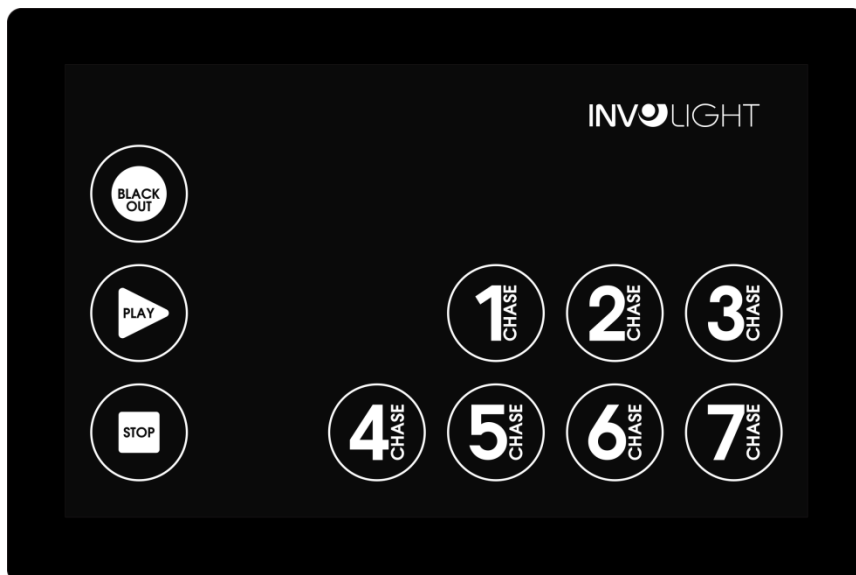 INVOLIGHT
BLACK
OUT
PLAY
1 CHASE
2 CHASE
3 CHASE
STOP
4 CHASE
5 CHASE
6 CHASE
7 CHASE